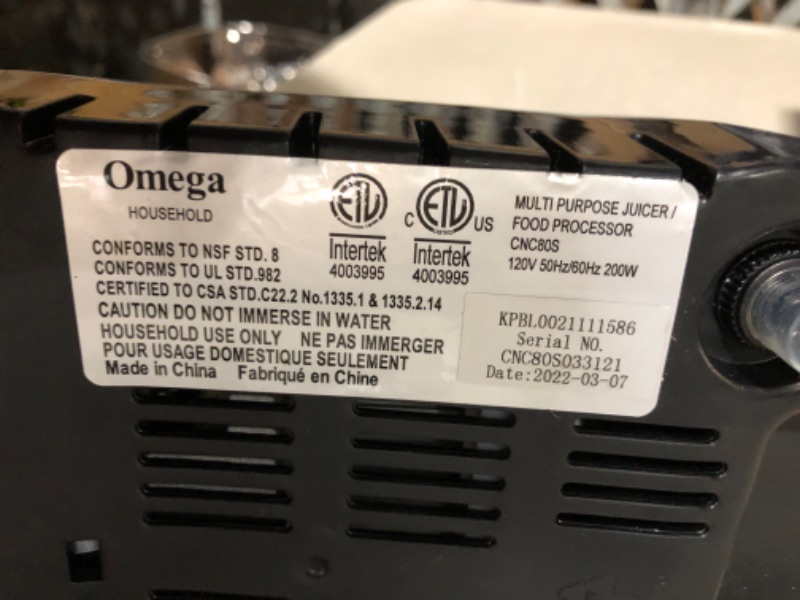 Omega
HOUSEHOLD
ETL
Intertek
4003995
C ETL US
LISTED
Intertek
4003995
MULTI PURPOSE JUICER /
FOOD PROCESSOR
CNC80S
120V 50Hz/60Hz 200W
CONFORMS TO NSF STD. 8
CONFORMS TO UL STD.982
CERTIFIED TO CSA STD.C22.2 No.1335.1 & 1335.2.14
CAUTION DO NOT IMMERSE IN WATER
HOUSEHOLD USE ONLY NE PAS IMMERGER
POUR USAGE DOMESTIQUE SEULEMENT
Made in China Fabriqué en Chine
KPBL0021111586
Serial NO.
CNC80S033121
Date:2022-03-07